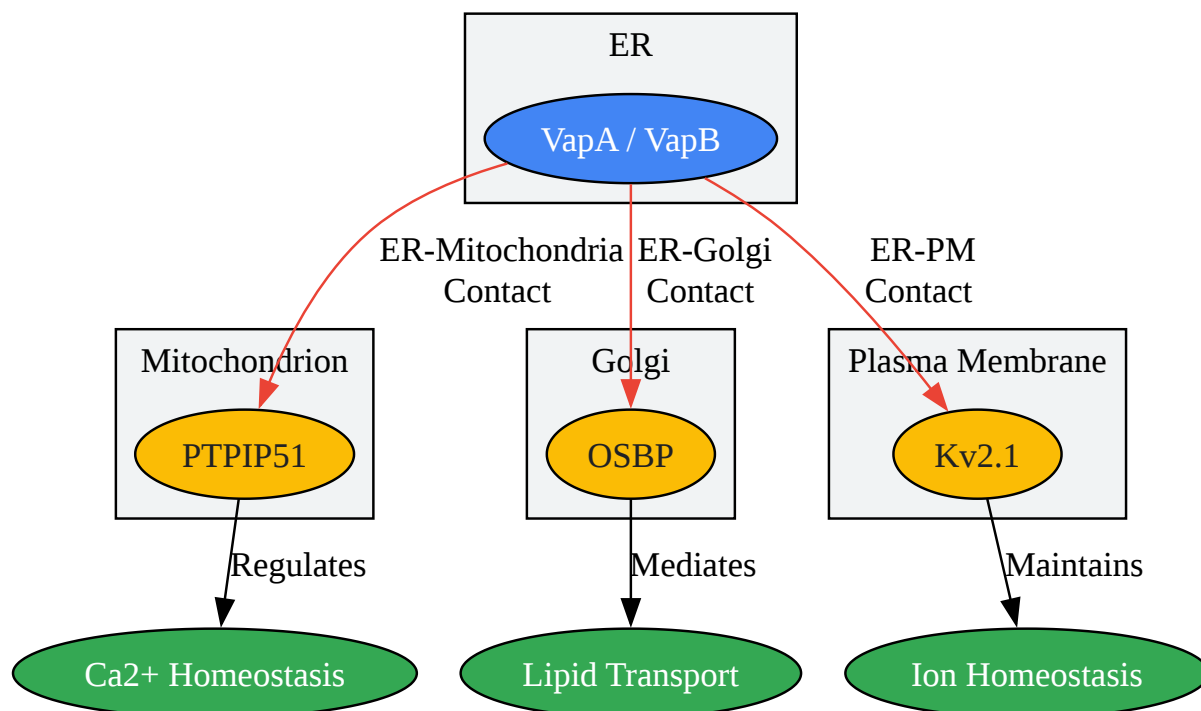 ER
VapA / VapB
ER-Mitochondria
Contact
ER-Golgi
Contact
ER-PM
Contact
Mitochondrion
Golgi
Plasma Membrane
PTPIP51
OSBP
Kv2.1
Regulates
Mediates
Maintains
Ca2+ Homeostasis
Lipid Transport
Ion Homeostasis